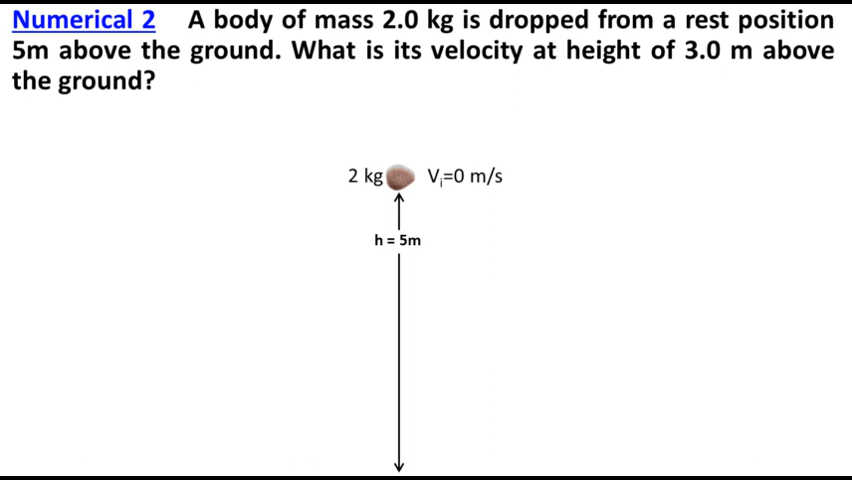 Numerical 2 A body of mass 2.0 kg is dropped from a rest position
5m above the ground. What is its velocity at height of 3.0 m above
the ground?
2 kg Vᵢ=0 m/s
h = 5m